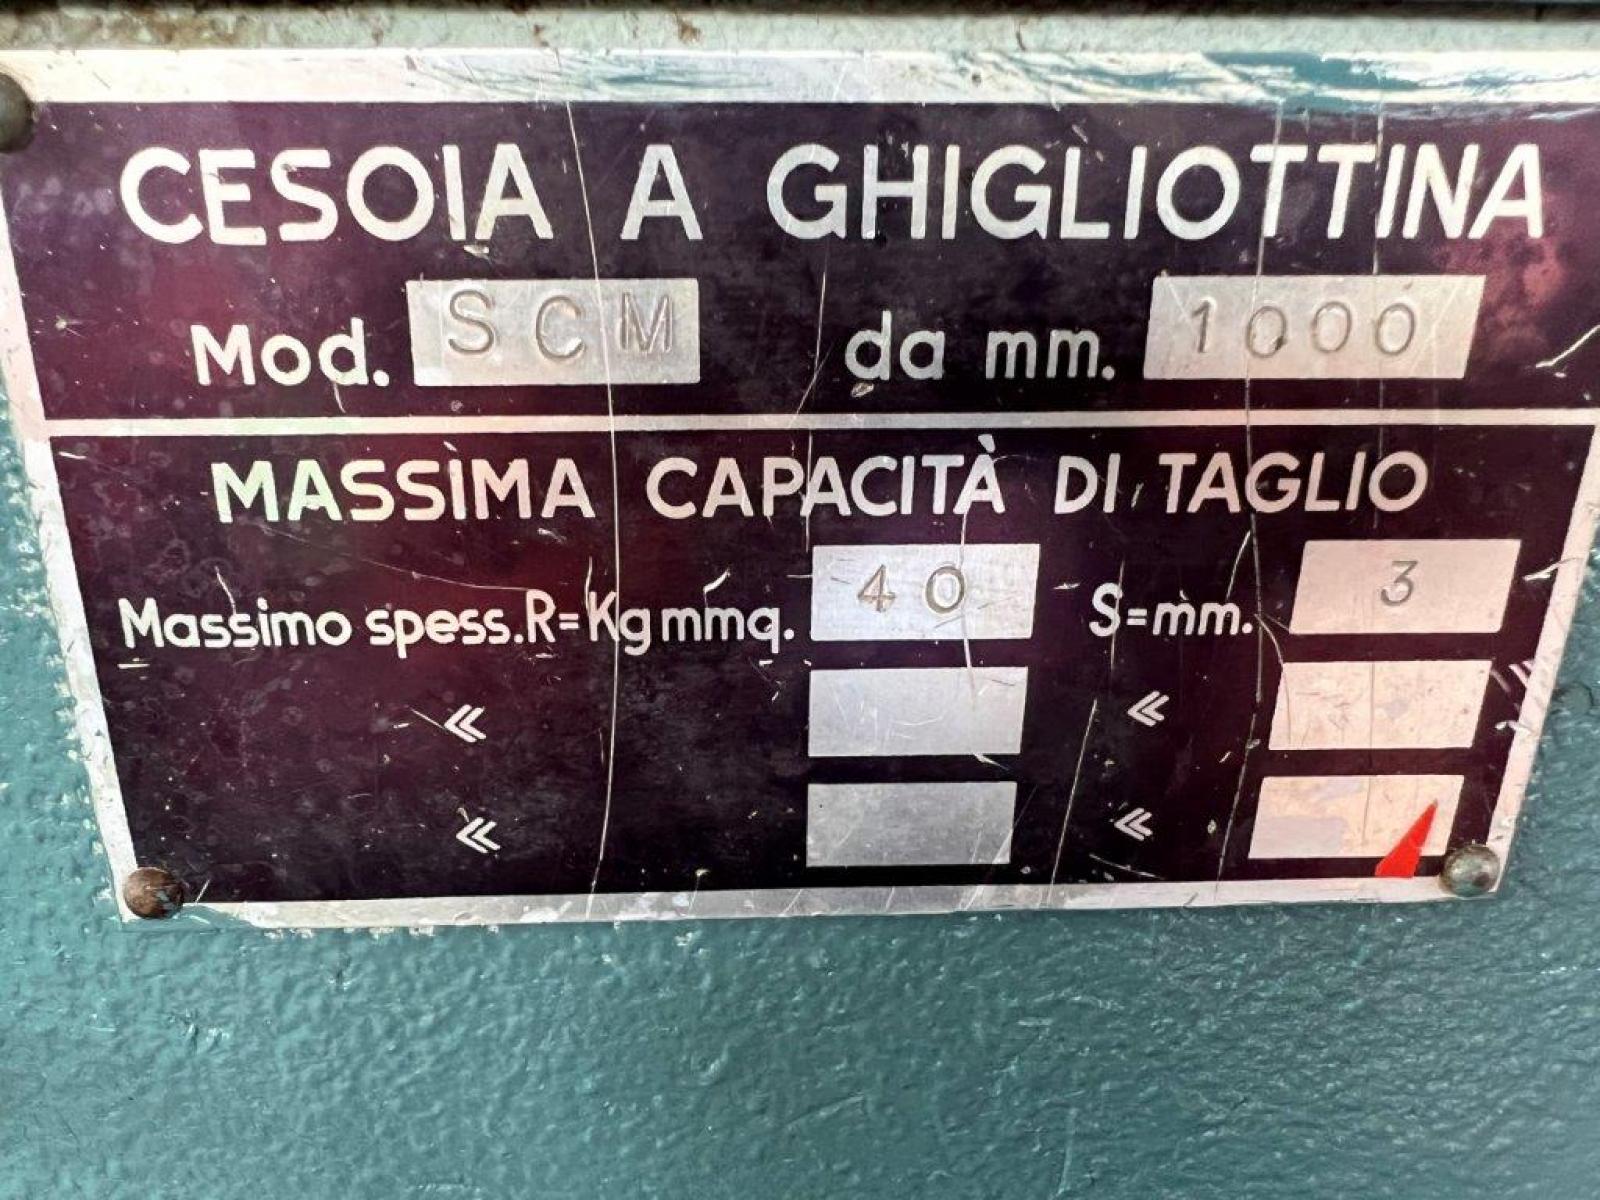 CESOIA A GHIGLIOTTINA
Mod. SCM da mm. 1000
MASSIMA CAPACITÀ DI TAGLIO
Massimo spess. R=Kg mmq. 40 S=mm. 3
« «
« «